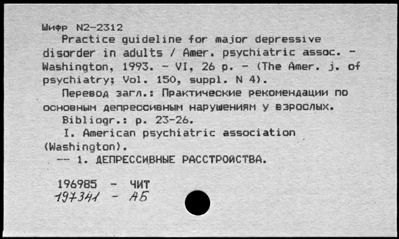 Шифр N2-2312
Practice guideline for major depressive
disorder in adults / Amer. psychiatric assoc. -
Washington, 1993. - VI, 26 p. - (The Amer. j. of
psychiatry; Vol. 150, suppl. N 4).
Перевод загл.: Практические рекомендации по
основным депрессивным нарушениям у взрослых.
Bibliogr.: p. 23-26.
I. American psychiatric association
(Washington).
-- 1. ДЕПРЕССИВНЫЕ РАССТРОЙСТВА.
196985 - ЧИТ
197341 - АБ